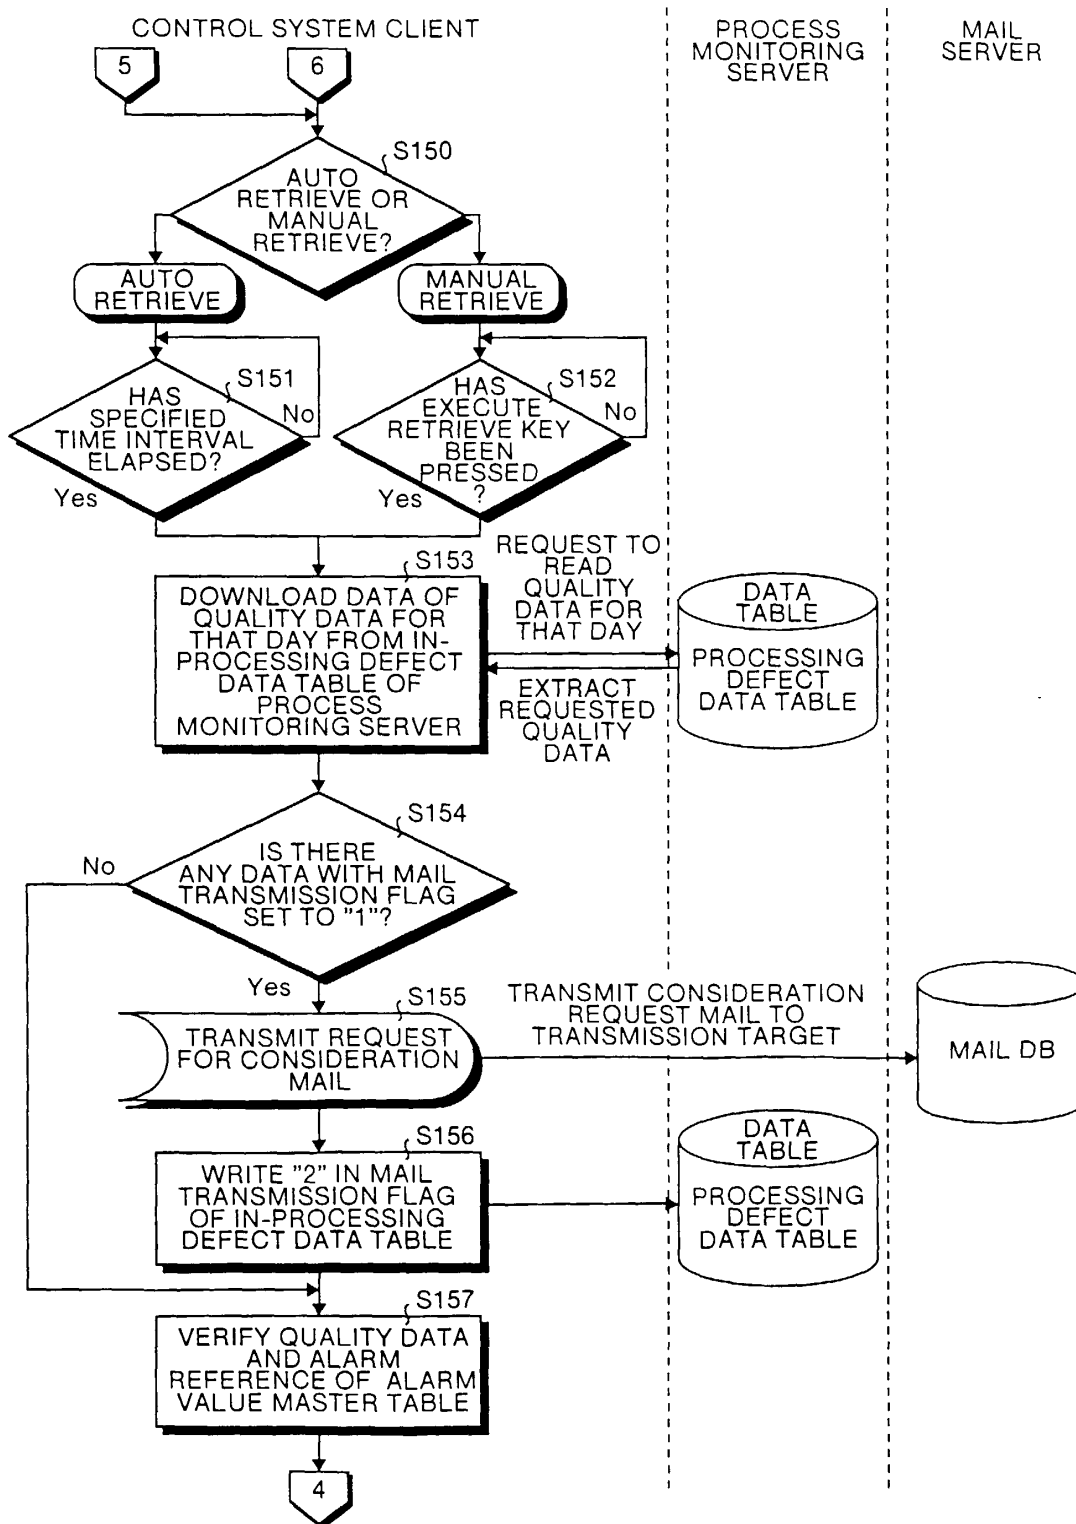 CONTROL SYSTEM CLIENT
PROCESS
MONITORING
SERVER
MAIL
SERVER
5
6
S150
AUTO
RETRIEVE OR
MANUAL
RETRIEVE?
AUTO
RETRIEVE
MANUAL
RETRIEVE
S151
HAS
SPECIFIED
TIME INTERVAL
ELAPSED?
No
Yes
S152
HAS
EXECUTE
RETRIEVE KEY
BEEN
PRESSED
?
No
Yes
S153
DOWNLOAD DATA OF
QUALITY DATA FOR
THAT DAY FROM IN-
PROCESSING DEFECT
DATA TABLE OF
PROCESS
MONITORING SERVER
REQUEST TO
READ
QUALITY
DATA FOR
THAT DAY
EXTRACT
REQUESTED
QUALITY
DATA
DATA
TABLE
PROCESSING
DEFECT
DATA TABLE
S154
IS THERE
ANY DATA WITH MAIL
TRANSMISSION FLAG
SET TO "1"?
No
Yes
S155
TRANSMIT REQUEST
FOR CONSIDERATION
MAIL
TRANSMIT CONSIDERATION
REQUEST MAIL TO
TRANSMISSION TARGET
MAIL DB
S156
WRITE "2" IN MAIL
TRANSMISSION FLAG
OF IN-PROCESSING
DEFECT DATA TABLE
DATA
TABLE
PROCESSING
DEFECT
DATA TABLE
S157
VERIFY QUALITY DATA
AND ALARM
REFERENCE OF ALARM
VALUE MASTER TABLE
4